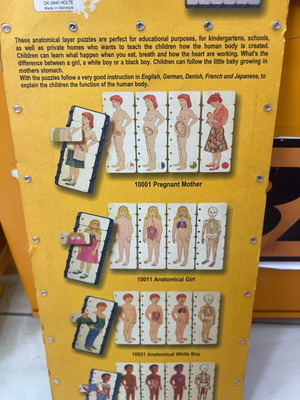 DK-2840 HOLTE
Made in Denmark
These anatomical layer puzzles are perfect for educational purposes, for kindergartens, schools,
as well as private homes who wants to teach the children how the human body is created.
Children can learn what happen when you eat, breath and how the heart are working. What's the
difference between a girl, a white boy or a black boy. Children can follow the little baby growing in
mothers stomach.
With the puzzles follow a very good instruction in English, German, Danish, French and Japanese, to
explain the children the function of the human body.
10001 Pregnant Mother
10011 Anatomical Girl
10021 Anatomical White Boy